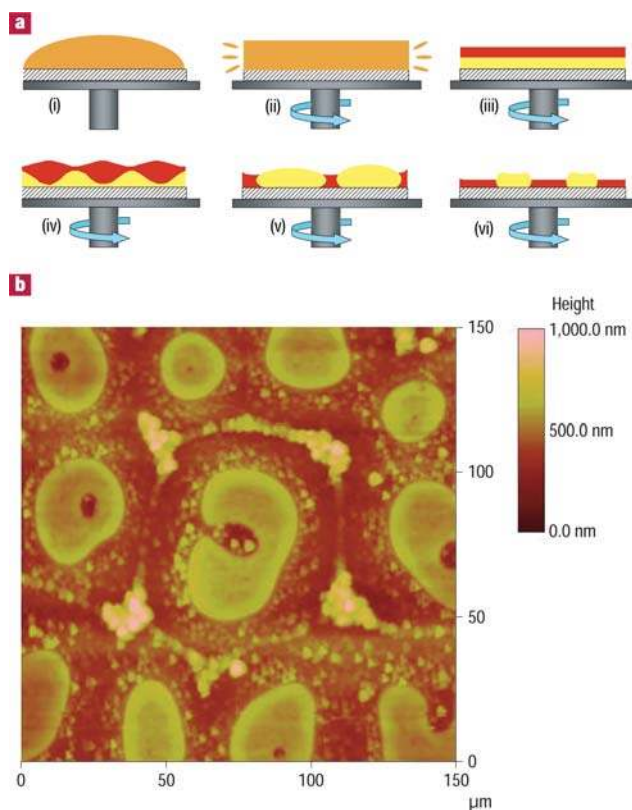 a
(i)
(ii)
(iii)
(iv)
(v)
(vi)
b
Height
1,000.0 nm
500.0 nm
0.0 nm
150
100
50
0
0
50
100
150
µm